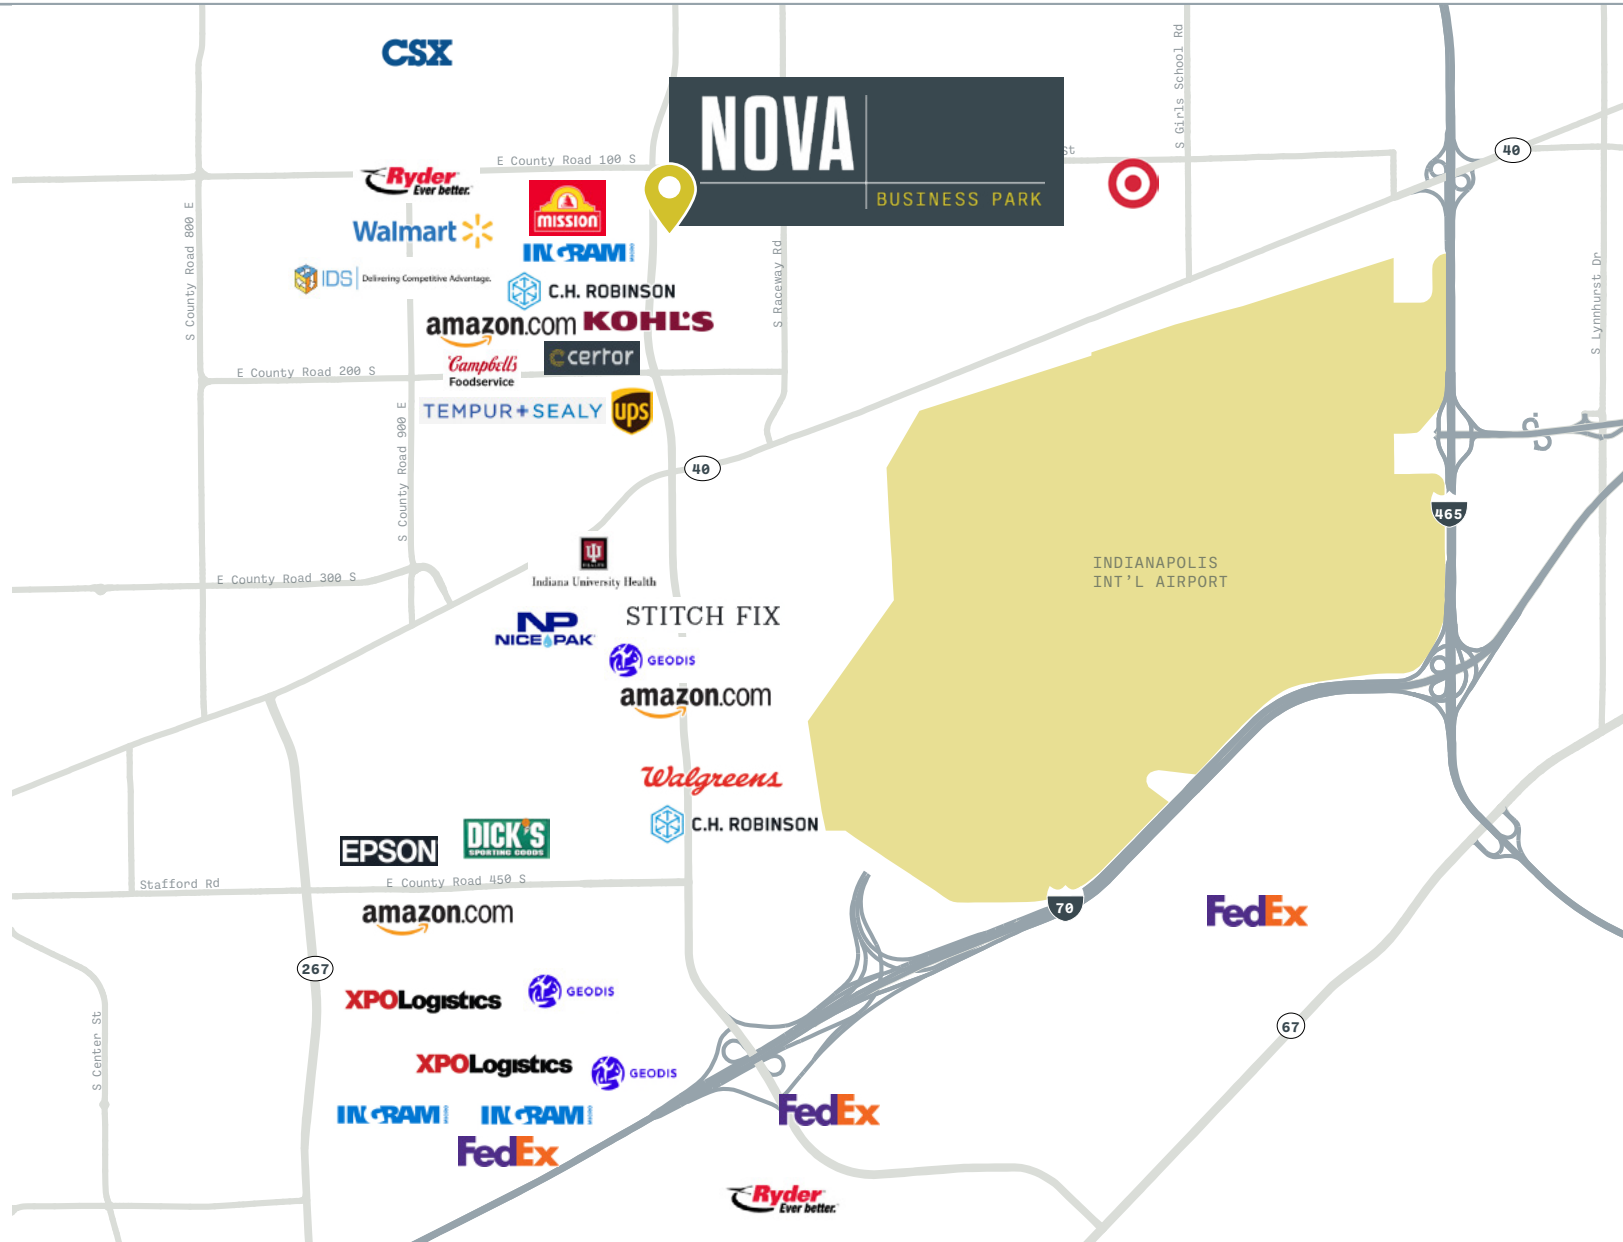 CSX
NOVA
BUSINESS PARK
S Girls School Rd
40
E County Road 100 S
St
Ryder
Ever better.
MISSION
Walmart
INGRAM
S County Road 800 E
S Raceway Rd
IDS Delivering Competitive Advantage.
C.H. ROBINSON
S Lynnhurst Dr
amazon.com
KOHL'S
E County Road 200 S
Campbell's
Foodservice
certor
TEMPUR+SEALY
ups
S County Road 900 E
40
465
INDIANAPOLIS
INT'L AIRPORT
Indiana University Health
E County Road 300 S
NP
NICE PAK
STITCH FIX
GEODIS
amazon.com
Walgreens
C.H. ROBINSON
EPSON
DICK'S
SPORTING GOODS
Stafford Rd
E County Road 450 S
amazon.com
70
FedEx
267
XPOLogistics
GEODIS
67
S Center St
XPOLogistics
GEODIS
INGRAM
INGRAM
FedEx
FedEx
Ryder
Ever better.